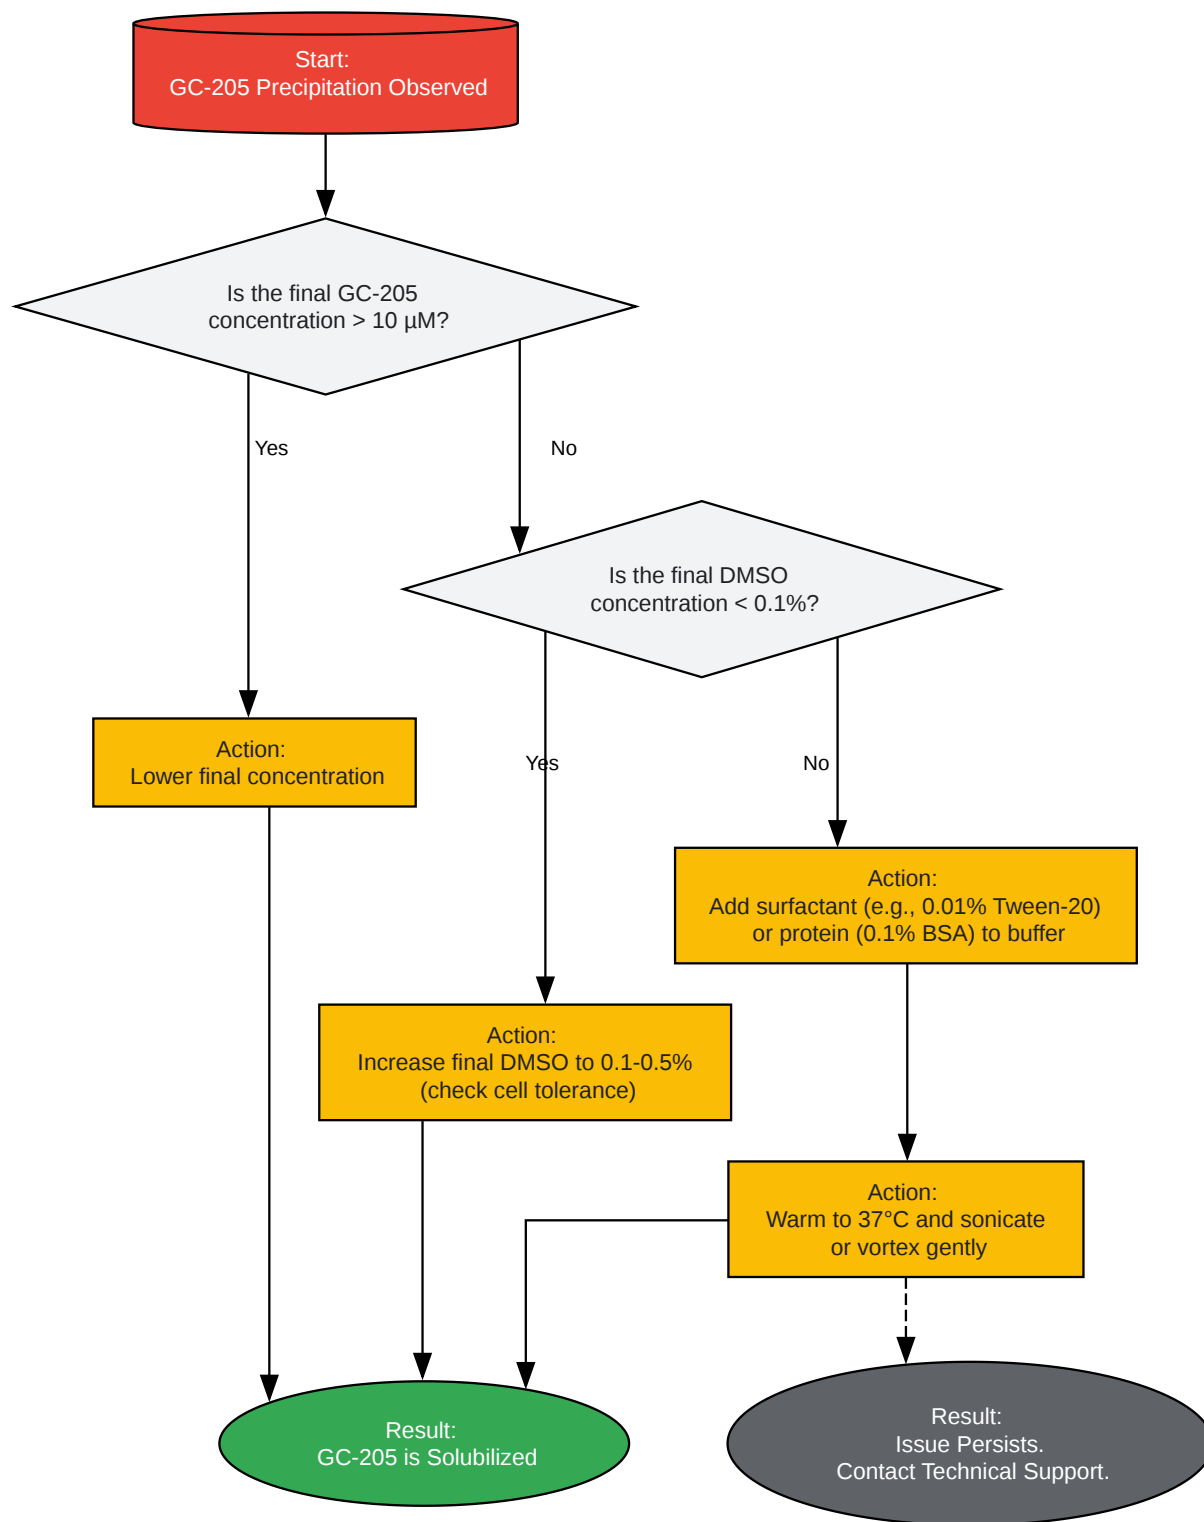 Start:
GC-205 Precipitation Observed
Is the final GC-205
concentration > 10 µM?
Yes
No
Is the final DMSO
concentration < 0.1%?
Action:
Lower final concentration
Yes
No
Action:
Add surfactant (e.g., 0.01% Tween-20)
or protein (0.1% BSA) to buffer
Action:
Increase final DMSO to 0.1-0.5%
(check cell tolerance)
Action:
Warm to 37°C and sonicate
or vortex gently
Result:
GC-205 is Solubilized
Result:
Issue Persists.
Contact Technical Support.